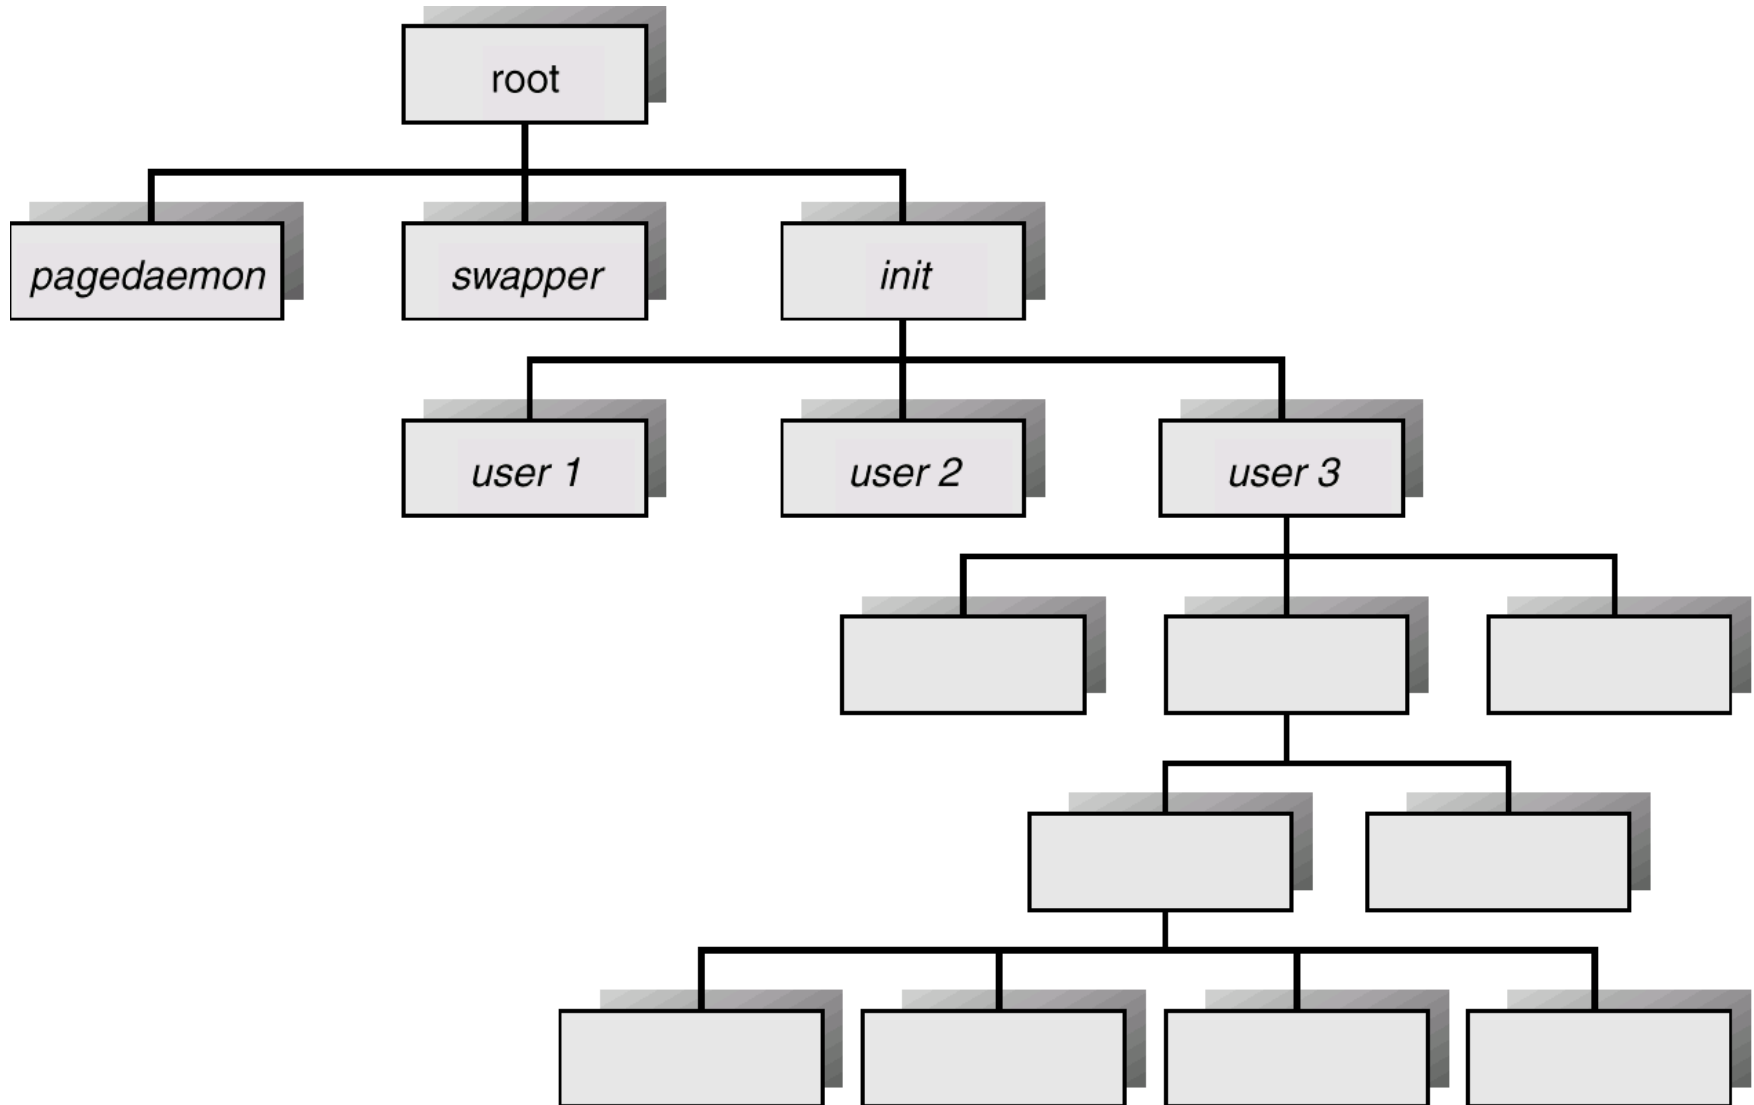 root
pagedaemon
swapper
init
user 1
user 2
user 3